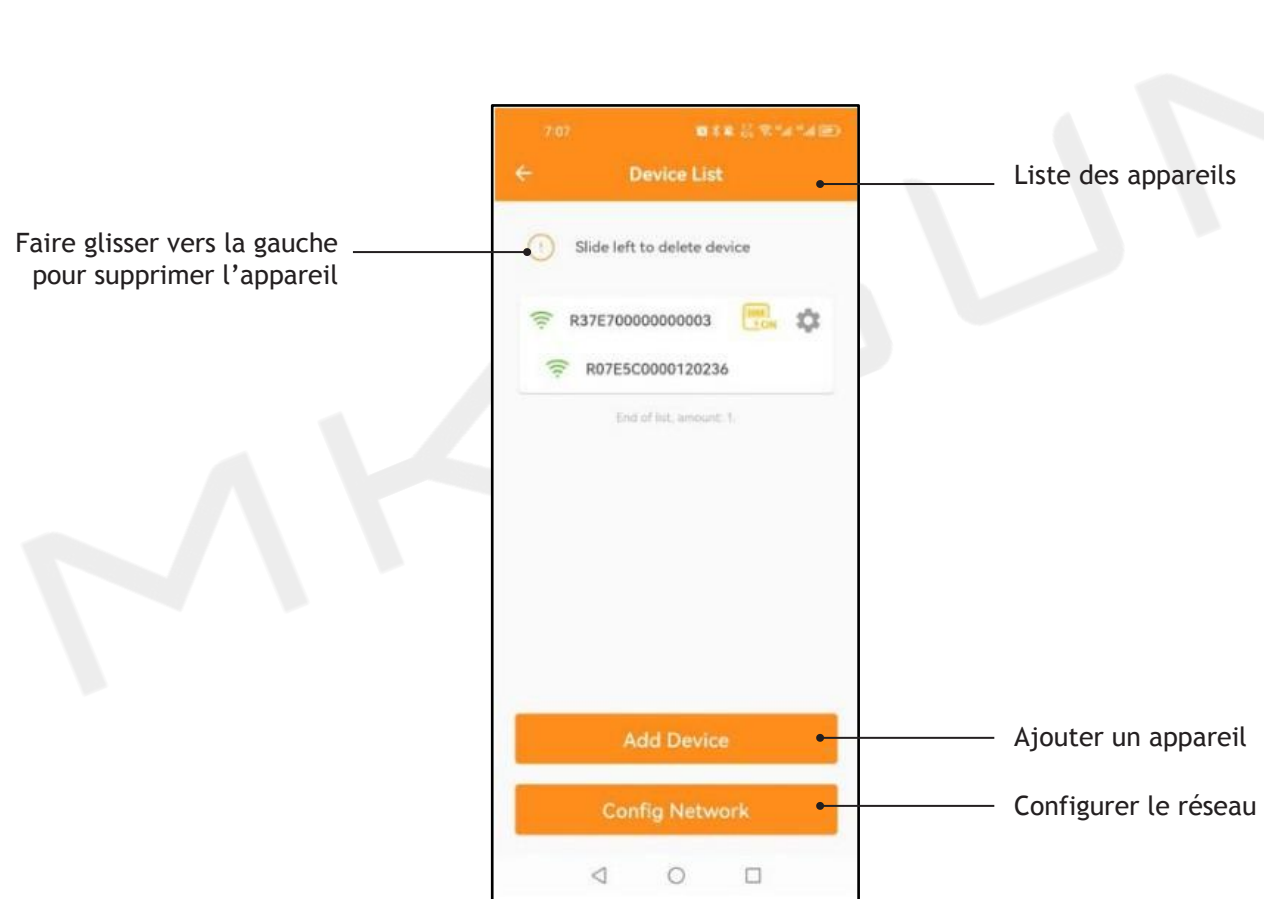 7:07
Device List
Liste des appareils
Faire glisser vers la gauche
pour supprimer l’appareil
Slide left to delete device
R37E700000000003
ON
R07E5C0000120236
End of list, amount: 1.
Add Device
Ajouter un appareil
Config Network
Configurer le réseau